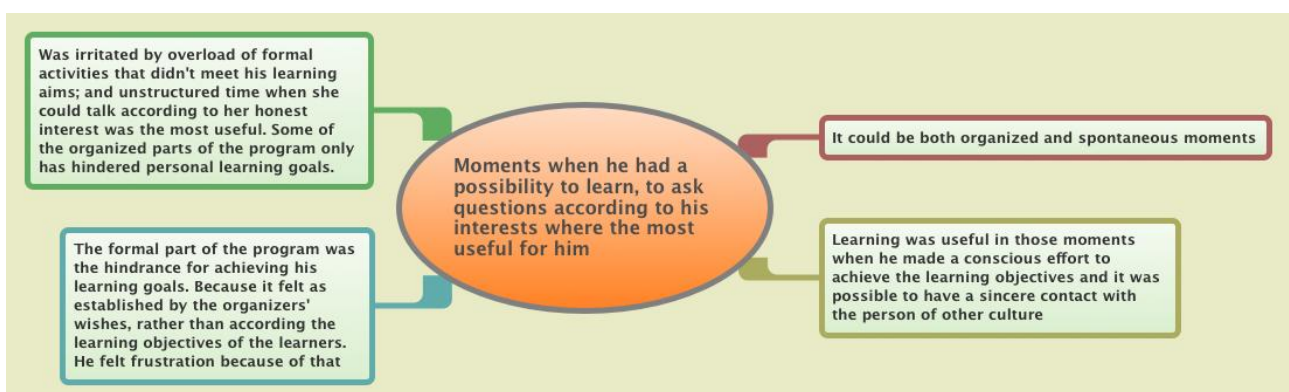 Was irritated by overload of formal
activities that didn't meet his learning
aims; and unstructured time when she
could talk according to her honest
interest was the most useful. Some of
the organized parts of the program only
has hindered personal learning goals.
The formal part of the program was
the hindrance for achieving his
learning goals. Because it felt as
established by the organizers'
wishes, rather than according the
learning objectives of the learners.
He felt frustration because of that
Moments when he had a
possibility to learn, to ask
questions according to his
interests where the most
useful for him
It could be both organized and spontaneous moments
Learning was useful in those moments
when he made a conscious effort to
achieve the learning objectives and it was
possible to have a sincere contact with
the person of other culture